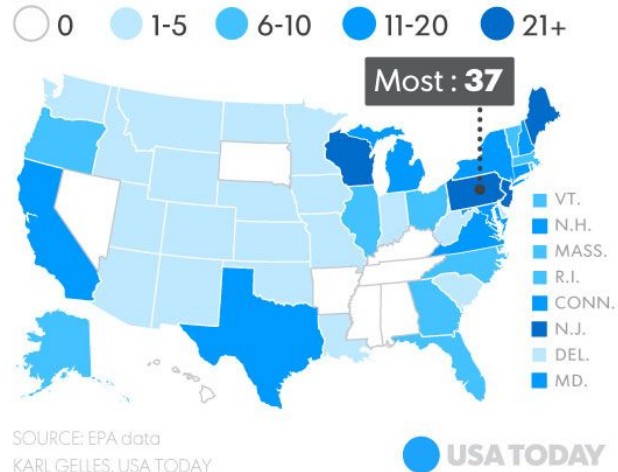 0 1-5 6-10 11-20 21+
Most : 37
VT.
N.H.
MASS.
R.I.
CONN.
N.J.
DEL.
MD.
SOURCE: EPA data
KARL GELLES, USA TODAY
USA TODAY